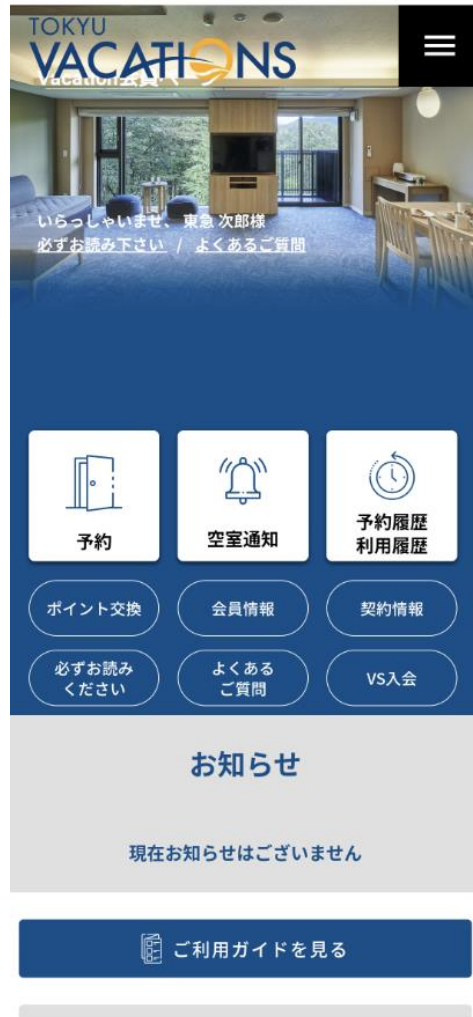 TOKYU
VACATIONS
いらっしゃいませ、 東急 次郎様
必ずお読み下さい / よくあるご質問
予約
空室通知
予約履歴
利用履歴
ポイント交換
会員情報
契約情報
必ずお読み
ください
よくある
ご質問
VS入会
お知らせ
現在お知らせはございません
ご利用ガイドを見る